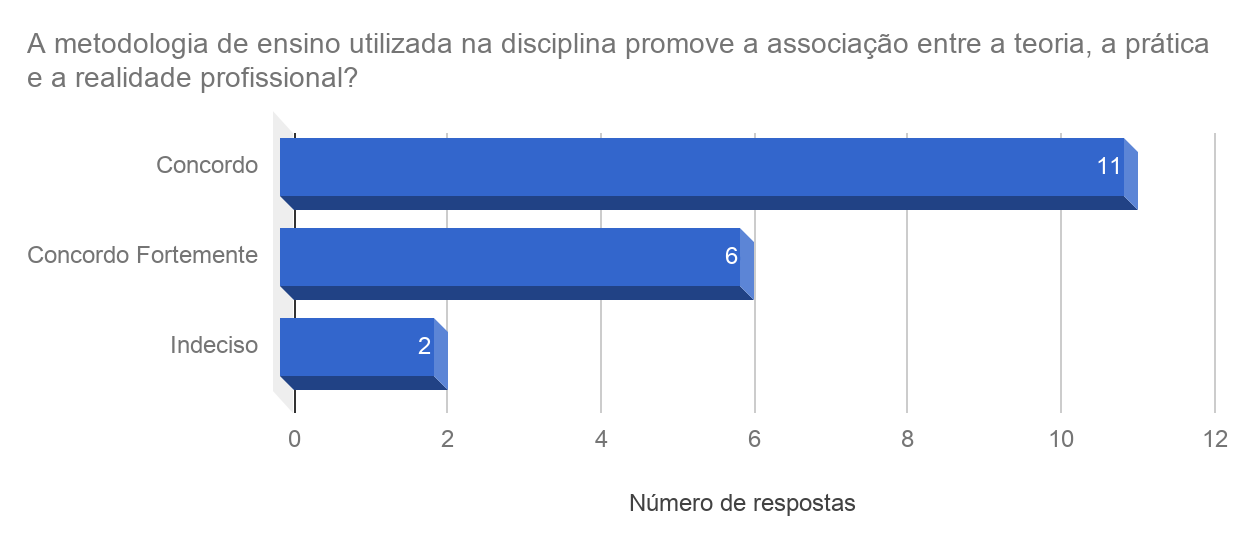 A metodologia de ensino utilizada na disciplina promove a associação entre a teoria, a prática
e a realidade profissional?
Concordo
11
Concordo Fortemente
6
Indeciso
2
0 2 4 6 8 10 12
Número de respostas